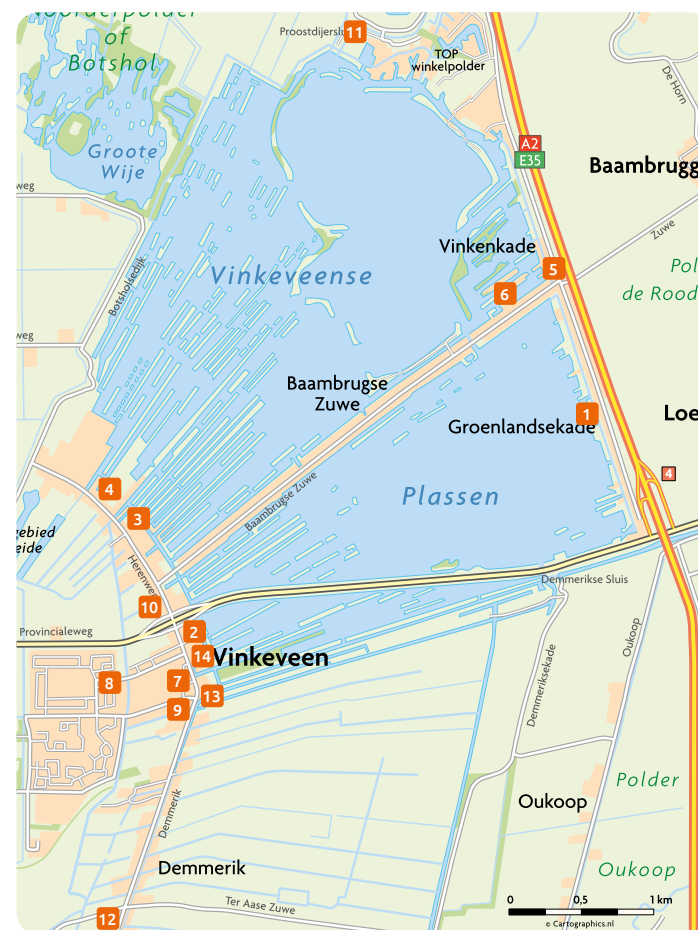 Noorderpolder
of
Botshol
Proostdijersl
11
TOP
winkelpolder
De Horn
Groote
Wije
A2
E35
Baambrugg
weg
Zuwe
Vinkenkade
Botsholsedijk
Vinkeveense
5
6
Pol
de Rood
weg
Baambrugse
Zuwe
1
Groenlandsekade
Loe
4
4
Baambrugse Zuwe
Plassen
3
gebied
eide
Herenweg
Demmerikse Sluis
10
Provincialeweg
2
14
Vinkeveen
Oukoop
7
8
13
9
Demmeriksekade
Polder
Oukoop
Demmerik
Demmerik
Oukoop
Ter Aase Zuwe
12
0 0,5 1 km
© Cartographics.nl